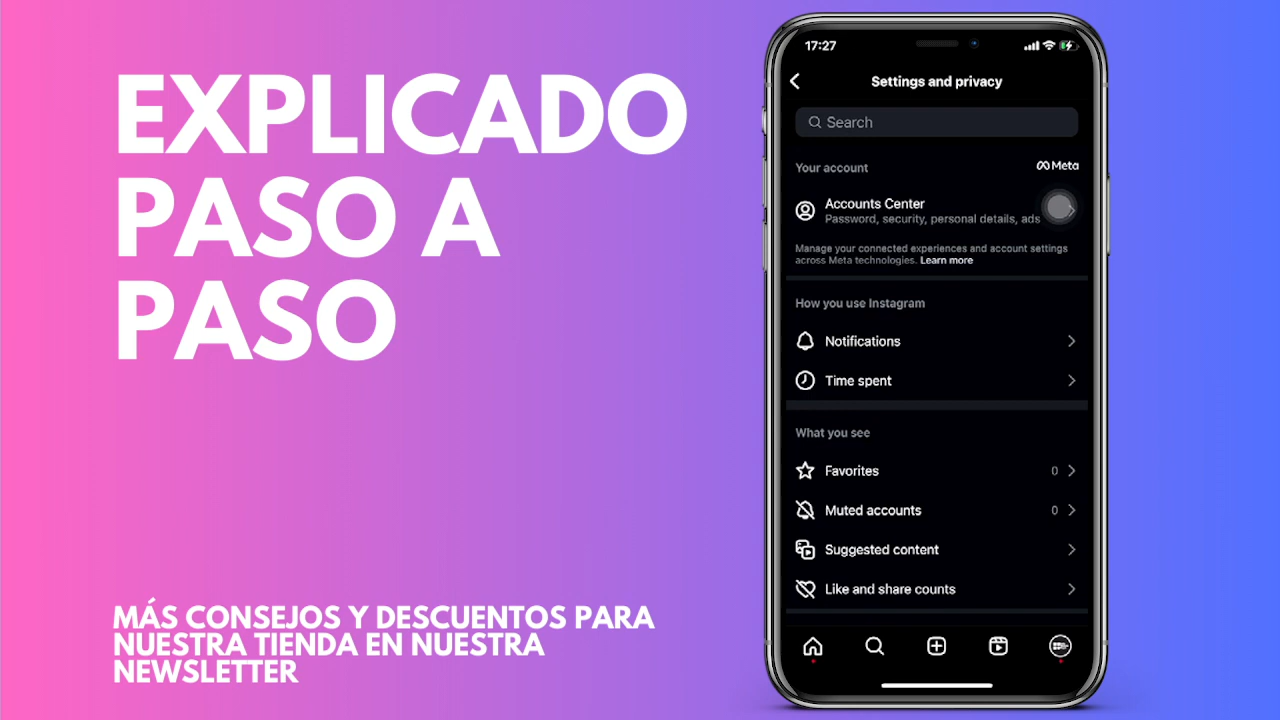 EXPLICADO
PASO A
PASO
MÁS CONSEJOS Y DESCUENTOS PARA
NUESTRA TIENDA EN NUESTRA
NEWSLETTER
17:27
Settings and privacy
Search
Your account
Meta
Accounts Center
Password, security, personal details, ads
Manage your connected experiences and account settings
across Meta technologies. Learn more
How you use Instagram
Notifications
Time spent
What you see
Favorites 0
Muted accounts 0
Suggested content
Like and share counts